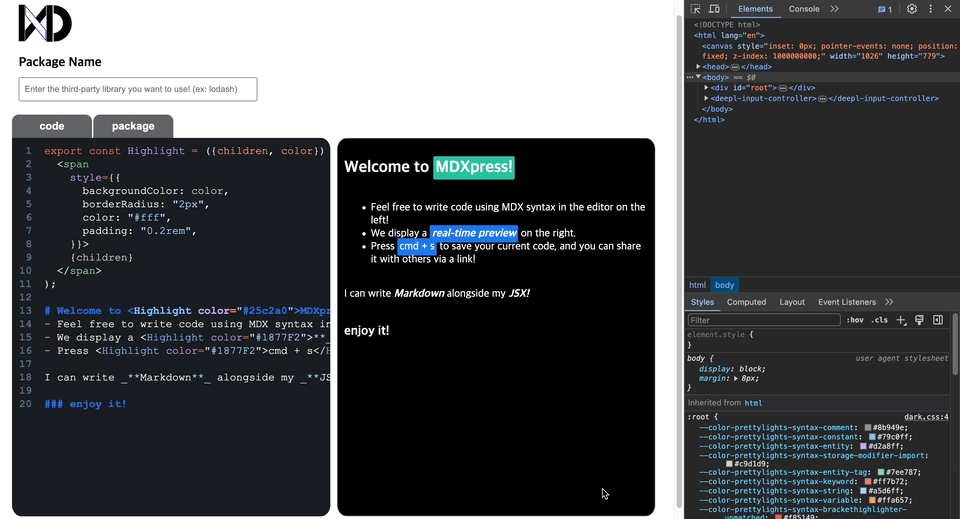 MD
Package Name
Enter the third-party library you want to use! (ex: lodash)
code
package
1 export const Highlight = ({children, color})
2 <span
3 style={{
4 backgroundColor: color,
5 borderRadius: "2px",
6 color: "#fff",
7 padding: "0.2rem",
8 }}>
9 {children}
10 </span>
11 );
12
13 # Welcome to <Highlight color="#25c2a0">MDXpr
14 - Feel free to write code using MDX syntax in
15 - We display a <Highlight color="#1877F2">**_
16 - Press <Highlight color="#1877F2">cmd + s</H
17
18 I can write _**Markdown**_ alongside my _**JS
19
20 ### enjoy it!
Welcome to MDXpress!
• Feel free to write code using MDX syntax in the editor on the
left!
• We display a real-time preview on the right.
• Press cmd + s to save your current code, and you can share
it with others via a link!
I can write Markdown alongside my JSX!
enjoy it!
Elements
Console
1
<!DOCTYPE html>
<html lang="en">
<canvas style="inset: 0px; pointer-events: none; position:
fixed; z-index: 1000000000;" width="1026" height="779">
<head> </head>
<body> == $0
<div id="root"> </div>
<deepl-input-controller> </deepl-input-controller>
</body>
</html>
html body
Styles Computed Layout Event Listeners
Filter
:hov .cls
element.style {
}
body { user agent stylesheet
display: block;
margin: 8px;
}
Inherited from html
:root { dark.css:4
--color-prettylights-syntax-comment: #8b949e;
--color-prettylights-syntax-constant: #79c0ff;
--color-prettylights-syntax-entity: #d2a8ff;
--color-prettylights-syntax-storage-modifier-import:
#c9d1d9;
--color-prettylights-syntax-entity-tag: #7ee787;
--color-prettylights-syntax-keyword: #ff7b72;
--color-prettylights-syntax-string: #a5d6ff;
--color-prettylights-syntax-variable: #ffa657;
--color-prettylights-syntax-brackethighlighter-
unmatched: #f85149;